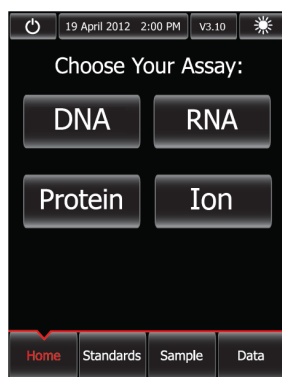 19 April 2012 2:00 PM V3.10
Choose Your Assay:
DNA RNA
Protein Ion
Home Standards Sample Data